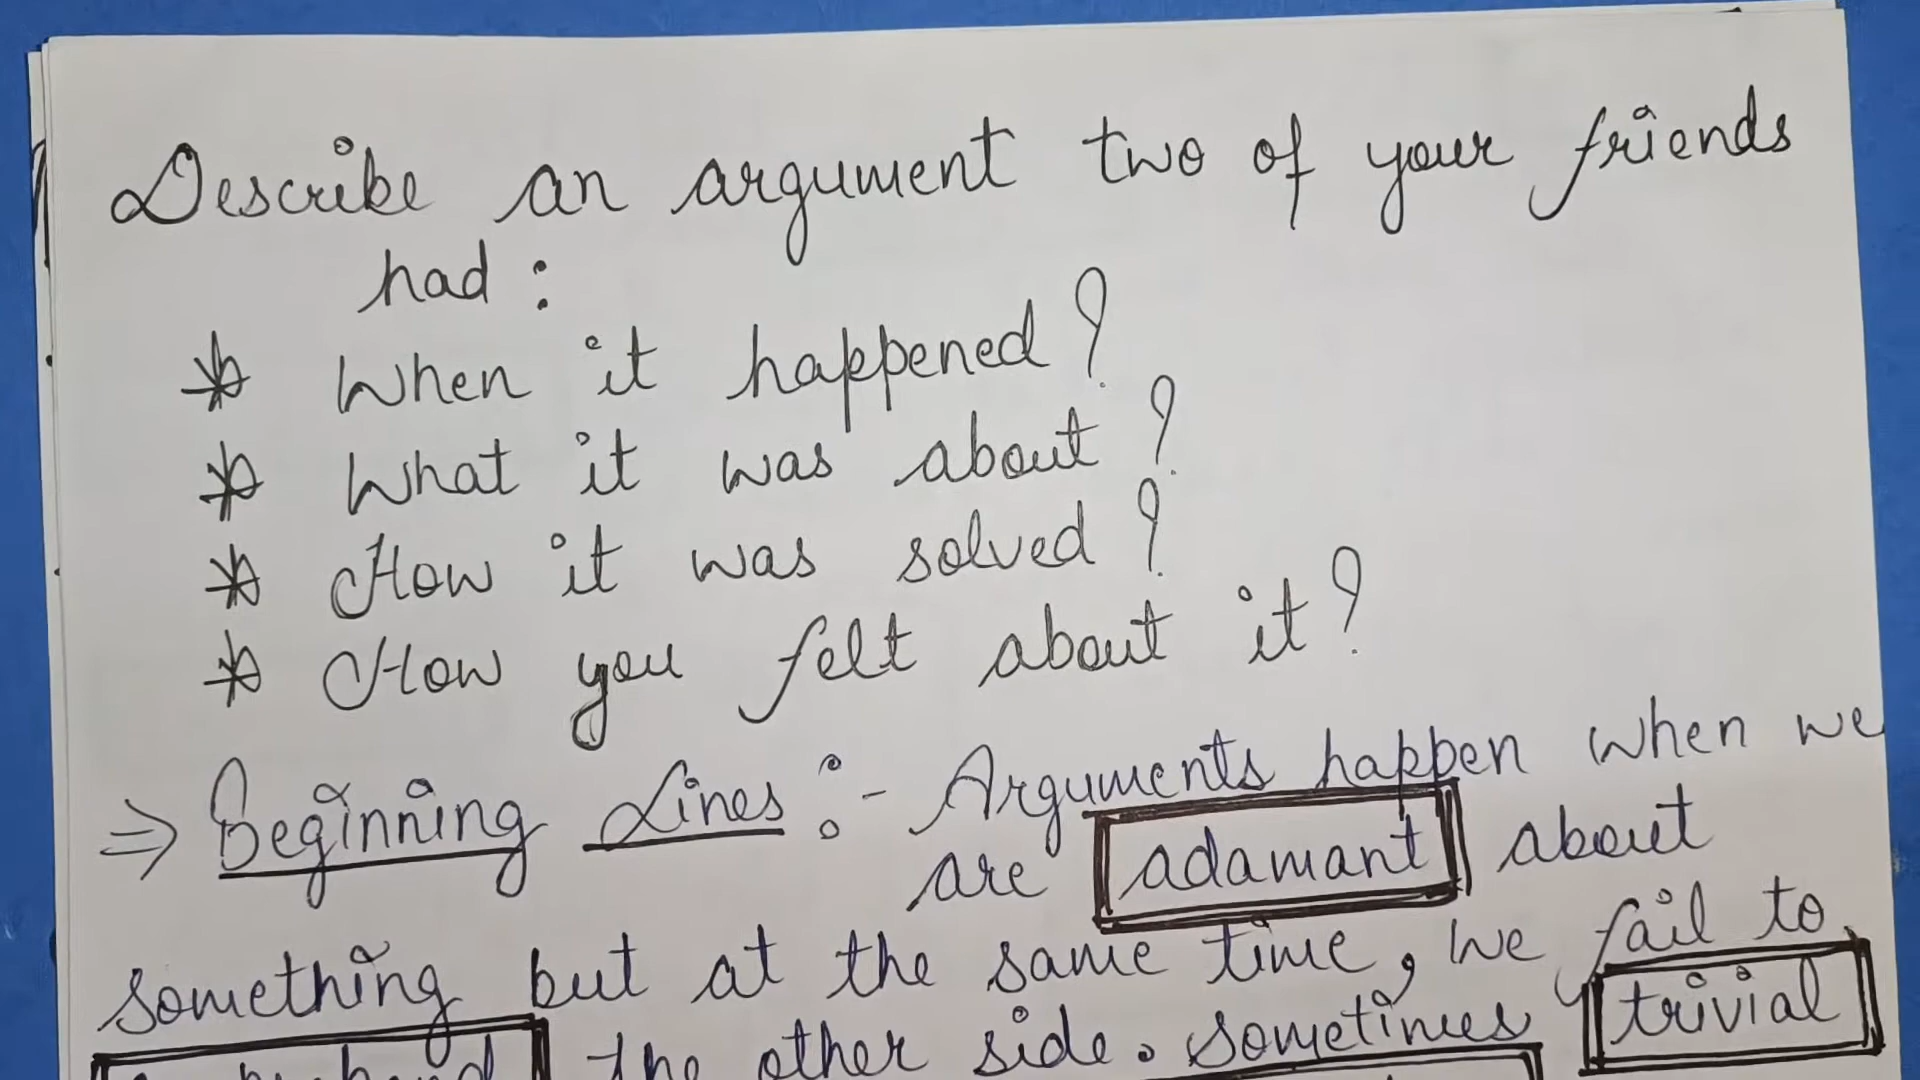 Describe an argument two of your friends
had :
* When it happened ?
* What it was about ?
* How it was solved ?
* How you felt about it ?
⇒ Beginning Lines :- Arguments happen when we
are adamant about
something but at the same time, we fail to
the other side. Sometimes trivial